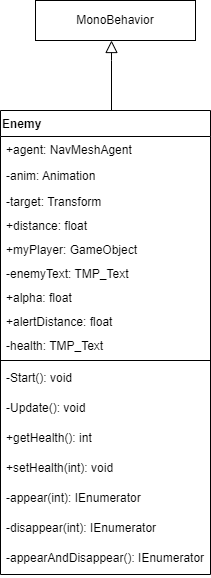 MonoBehavior
Enemy
+agent: NavMeshAgent
-anim: Animation
-target: Transform
+distance: float
+myPlayer: GameObject
-enemyText: TMP_Text
+alpha: float
+alertDistance: float
-health: TMP_Text
-Start(): void
-Update(): void
+getHealth(): int
+setHealth(int): void
-appear(int): IEnumerator
-disappear(int): IEnumerator
-appearAndDisappear(): IEnumerator